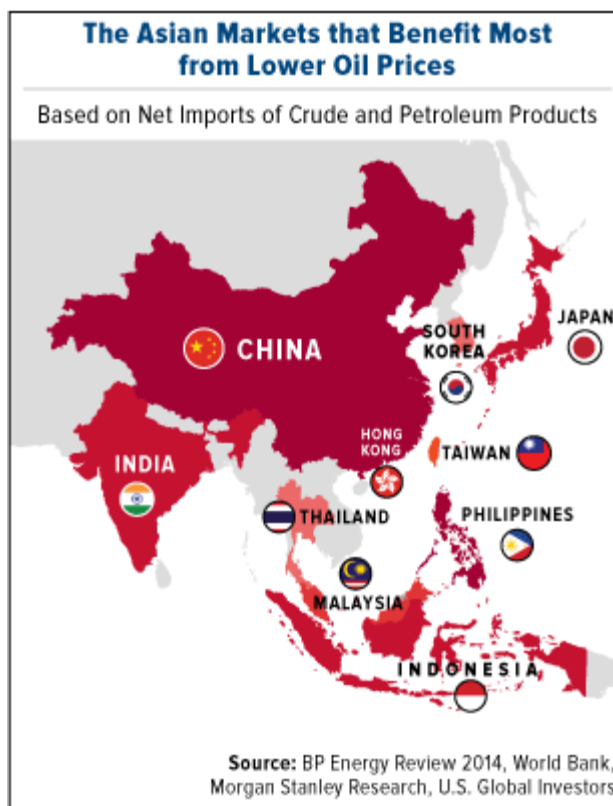 The Asian Markets that Benefit Most
from Lower Oil Prices
Based on Net Imports of Crude and Petroleum Products
CHINA
SOUTH
KOREA
JAPAN
HONG
KONG
TAIWAN
INDIA
THAILAND
PHILIPPINES
MALAYSIA
INDONESIA
Source: BP Energy Review 2014, World Bank,
Morgan Stanley Research, U.S. Global Investors